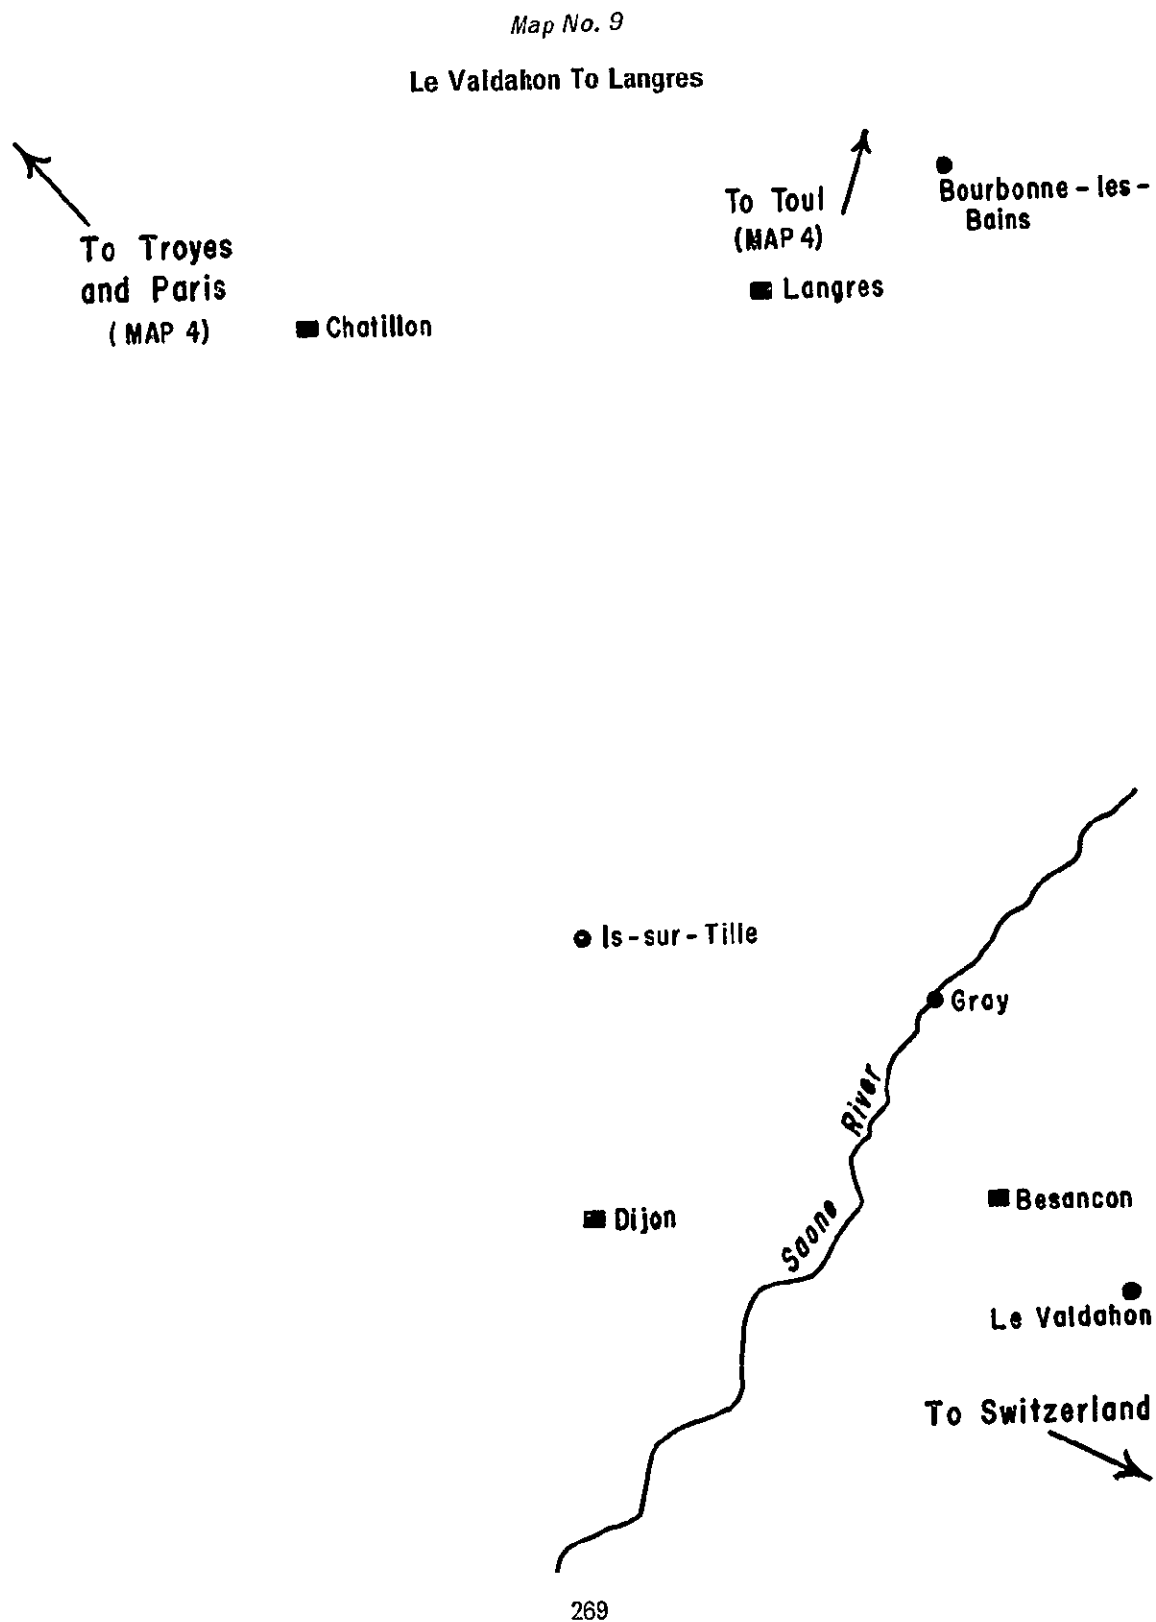 Map No. 9
Le Valdahon To Langres
To Troyes
and Paris
(MAP 4)
To Toul
(MAP 4)
Bourbonne-les-
Bains
Langres
Chatillon
Is-sur-Tille
Gray
Saone River
Dijon
Besancon
Le Valdahon
To Switzerland
269